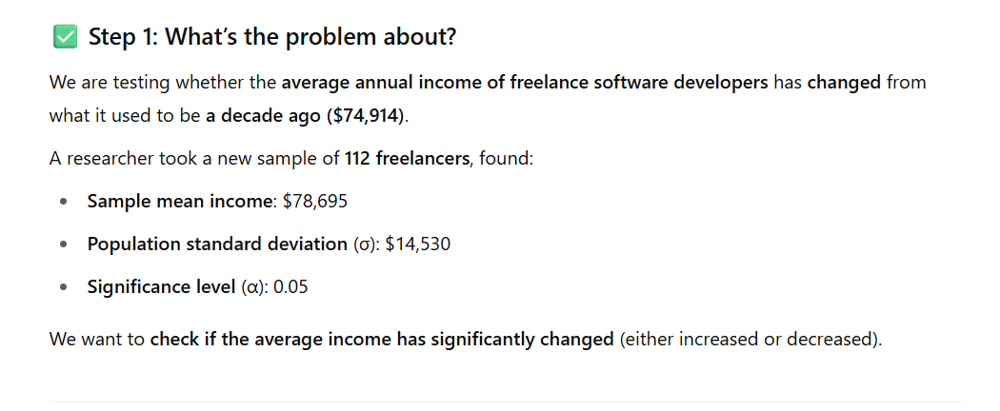 ✅ Step 1: What’s the problem about?
We are testing whether the average annual income of freelance software developers has changed from
what it used to be a decade ago ($74,914).
A researcher took a new sample of 112 freelancers, found:
• Sample mean income: $78,695
• Population standard deviation (σ): $14,530
• Significance level (α): 0.05
We want to check if the average income has significantly changed (either increased or decreased).